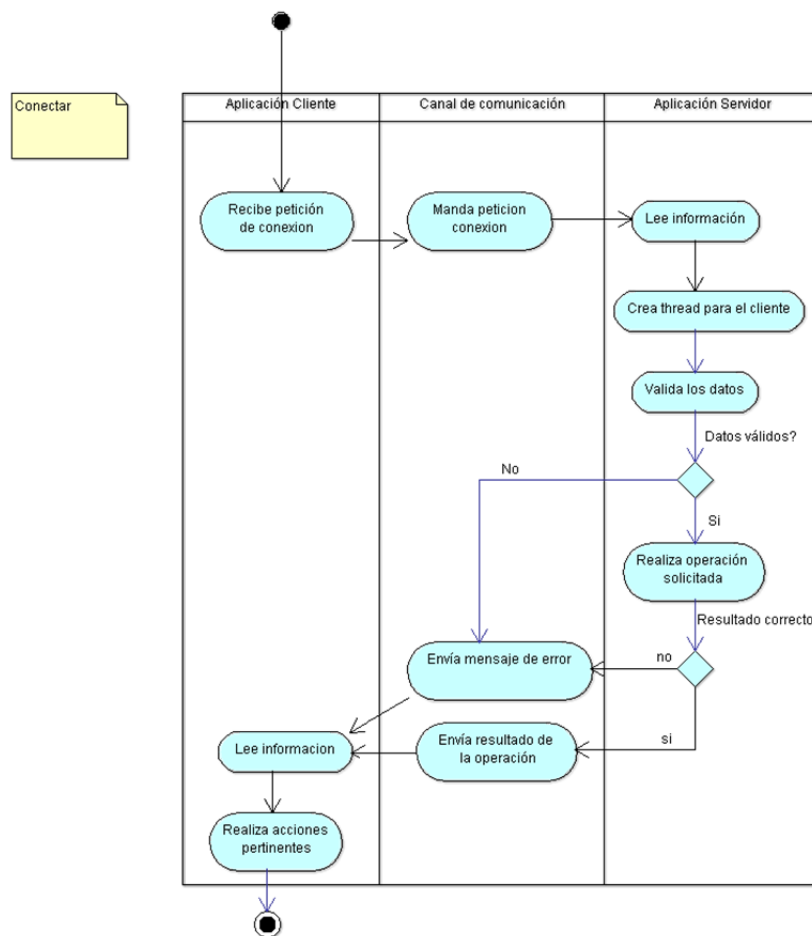 Conectar
Aplicación Cliente
Canal de comunicación
Aplicación Servidor
Recibe petición
de conexion
Manda peticion
conexion
Lee información
Crea thread para el cliente
Valida los datos
Datos válidos?
No
Si
Realiza operación
solicitada
Resultado correcto
Envía mensaje de error
no
Lee informacion
Envía resultado de
la operación
si
Realiza acciones
pertinentes